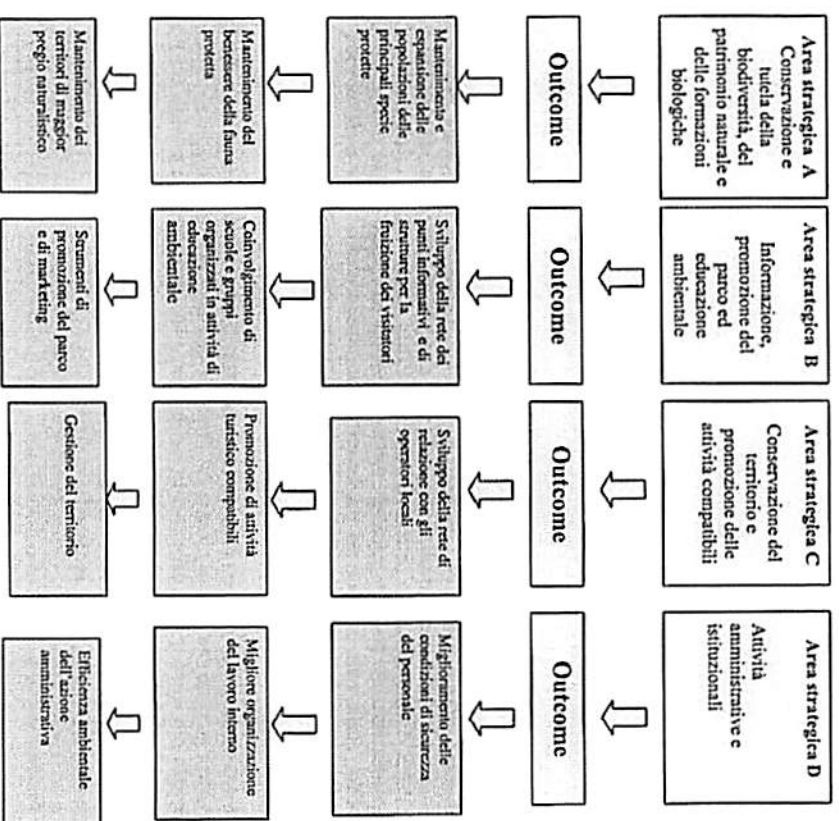 Area strategica A
Conservazione e
tutela della
biodiversità, del
patrimonio naturale e
delle formazioni
biologiche
Outcome
Mantenimento e
espansione delle
popolazioni delle
principali specie
protette
Mantenimento del
benessere della fauna
protetta
Mantenimento dei
territori di maggior
pregio naturalistico
Area strategica B
Informazione,
promozione del
parco ed
educazione
ambientale
Outcome
Sviluppo della rete dei
punti informativi e di
strutture per la
fruizione dei visitatori
Coinvolgimento di
scuole e gruppi
organizzati in attività di
educazione
ambientale
Strumenti di
promozione del parco
e di marketing
Area strategica C
Conservazione del
territorio e
promozione delle
attività compatibili
Outcome
Sviluppo della rete di
relazione con gli
operatori locali
Promozione di attività
turistico compatibili
Gestione del territorio
Area strategica D
Attività
amministrative e
istituzionali
Outcome
Miglioramento delle
condizioni di sicurezza
del personale
Migliore organizzazione
del lavoro interno
Efficienza ambientale
dell'azione
amministrativa